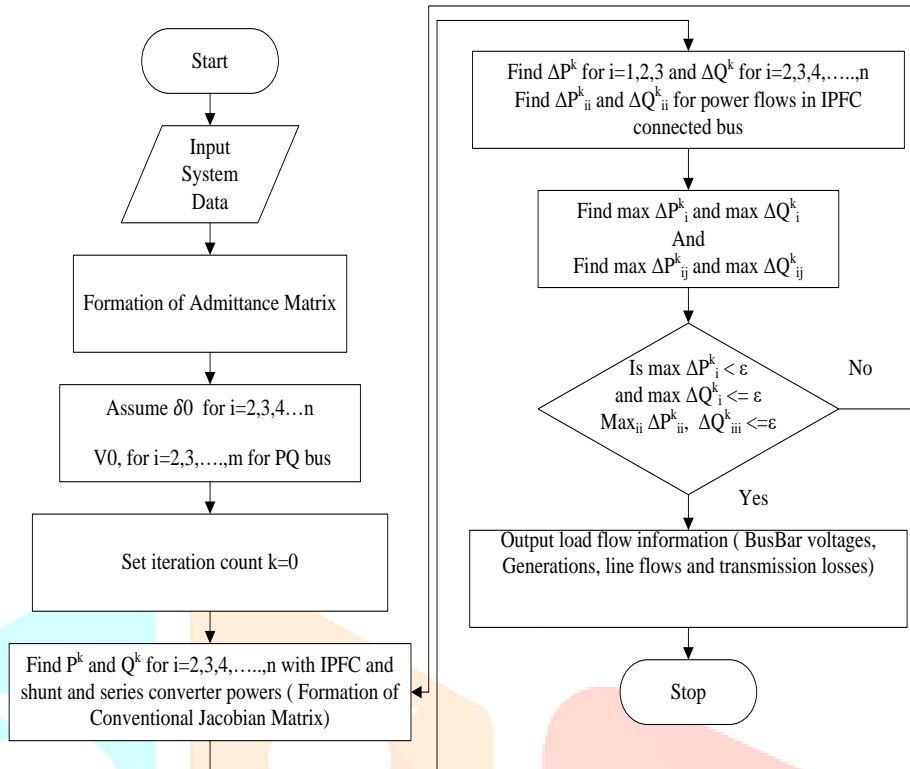 Start
Input
System
Data
Formation of Admittance Matrix
Assume δ0 for i=2,3,4…n
V0, for i=2,3,….,m for PQ bus
Set iteration count k=0
Find P^k and Q^k for i=2,3,4,…..,n with IPFC and
shunt and series converter powers ( Formation of
Conventional Jacobian Matrix)
Find ΔP^k for i=1,2,3 and ΔQ^k for i=2,3,4,…..,n
Find ΔP^k_ii and ΔQ^k_ii for power flows in IPFC
connected bus
Find max ΔP^k_i and max ΔQ^k_i
And
Find max ΔP^k_ij and max ΔQ^k_ij
Is max ΔP^k_i < ε
and max ΔQ^k_i <= ε
Max_ii ΔP^k_ii, ΔQ^k_iii <=ε
No
Yes
Output load flow information ( BusBar voltages,
Generations, line flows and transmission losses)
Stop